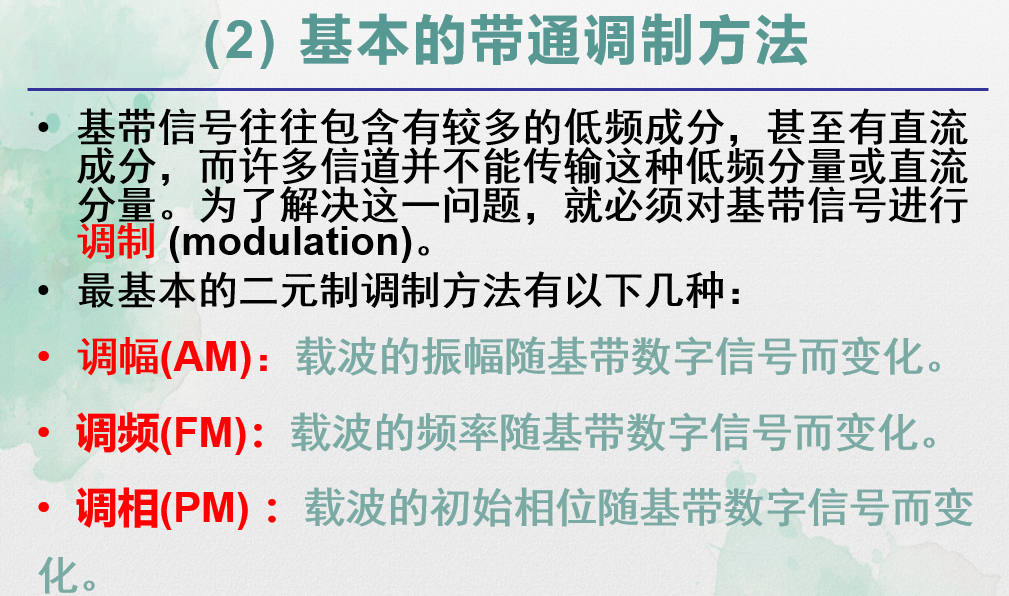 (2) 基本的带通调制方法
• 基带信号往往包含有较多的低频成分，甚至有直流
成分，而许多信道并不能传输这种低频分量或直流
分量。为了解决这一问题，就必须对基带信号进行
调制 (modulation)。
• 最基本的二元制调制方法有以下几种：
• 调幅(AM)：载波的振幅随基带数字信号而变化。
• 调频(FM)：载波的频率随基带数字信号而变化。
• 调相(PM) ：载波的初始相位随基带数字信号而变
化。